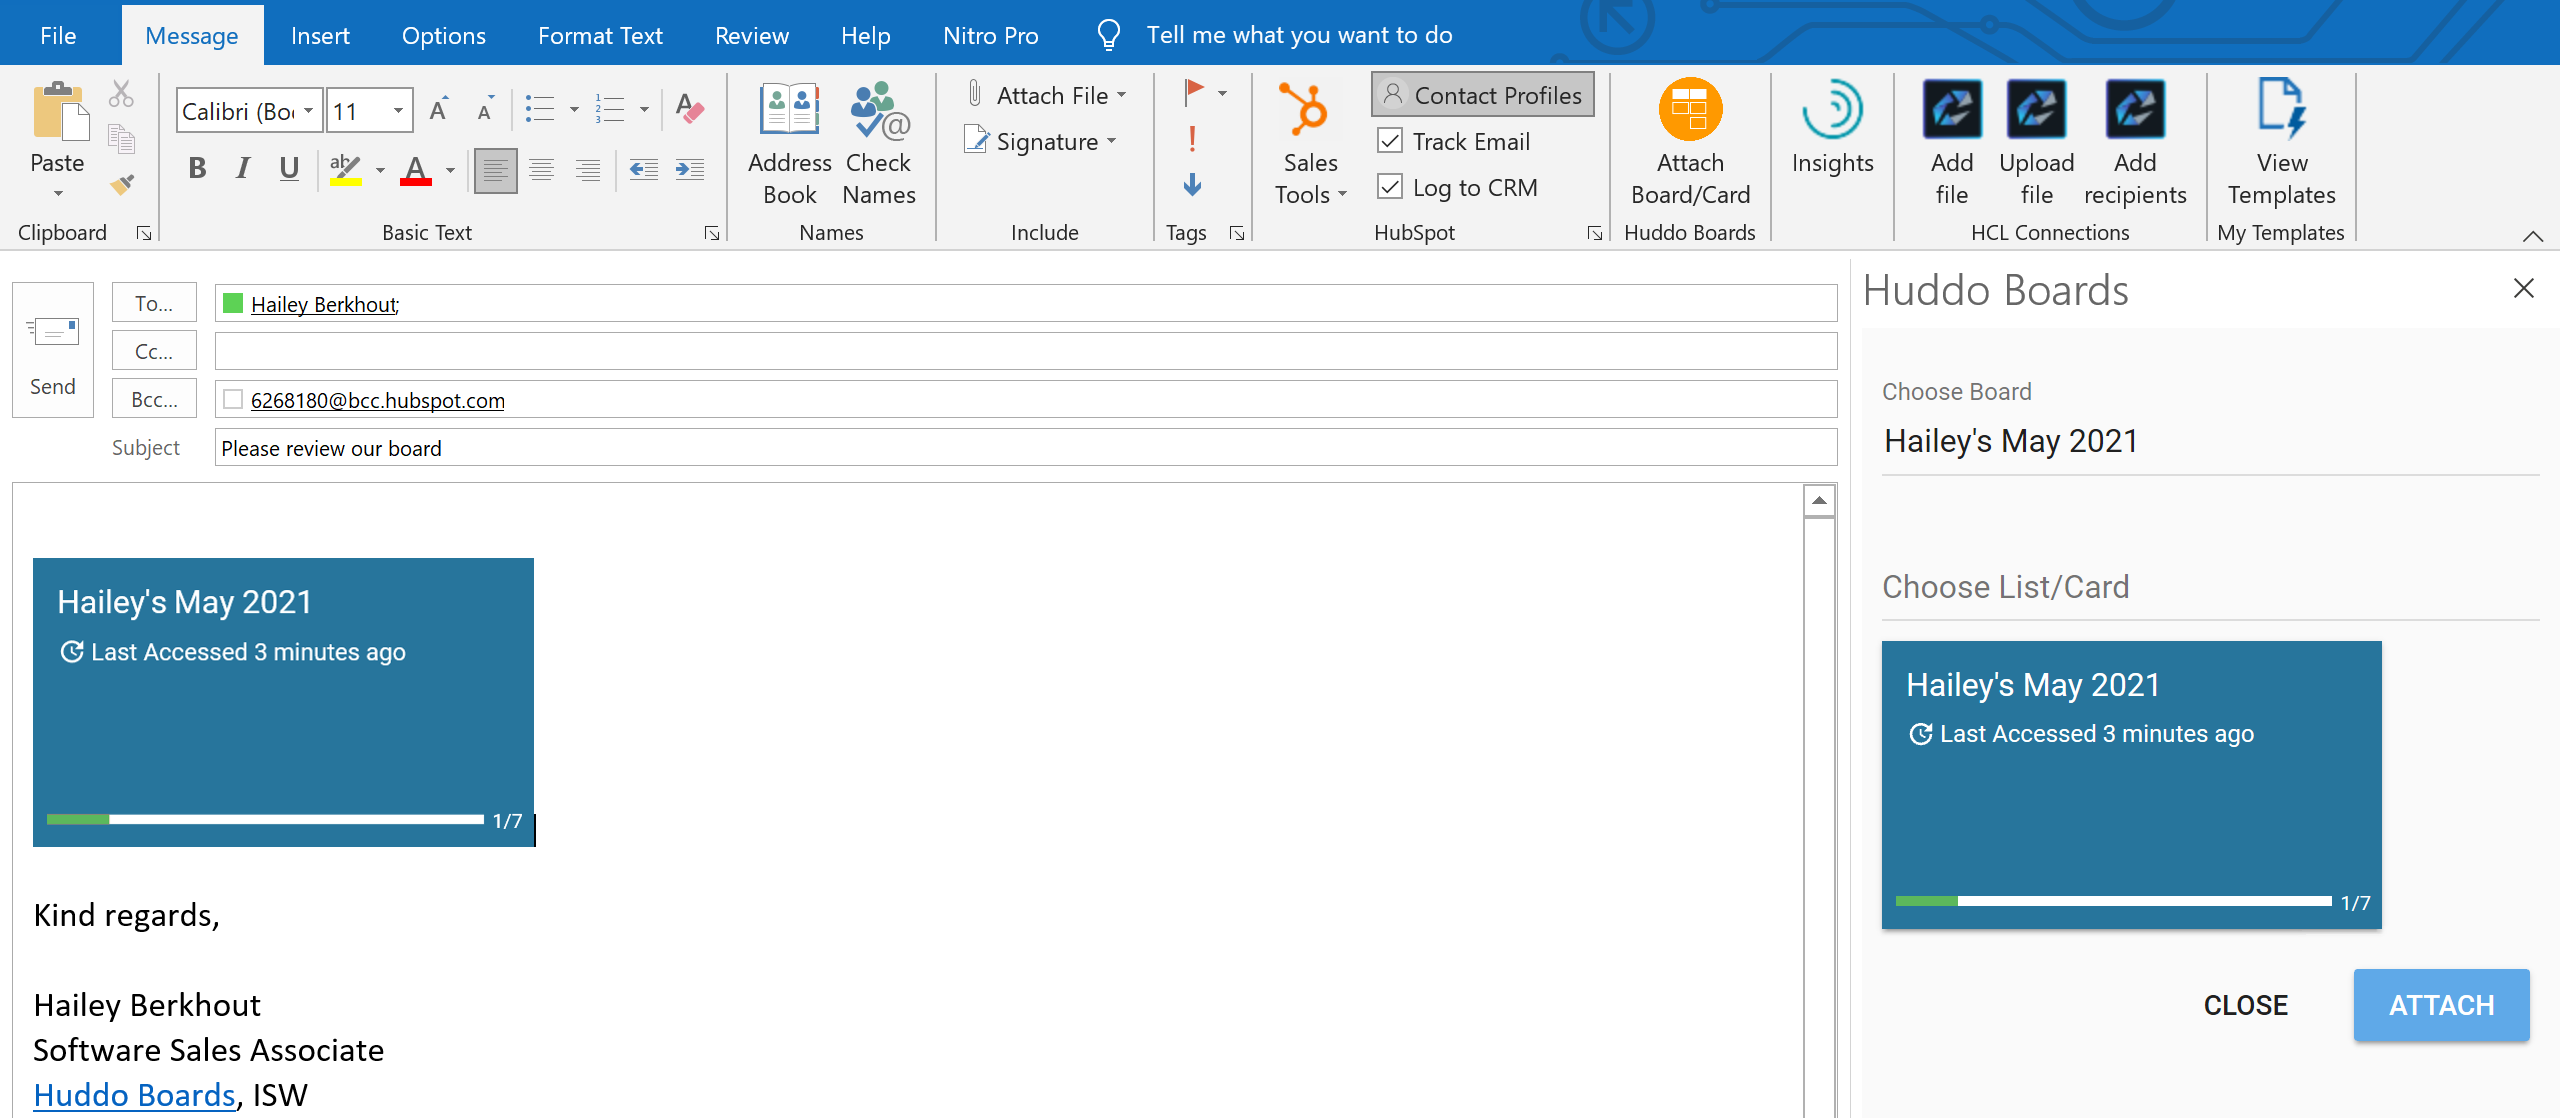 File Message Insert Options Format Text Review Help Nitro Pro Tell me what you want to do
Paste
Clipboard
Calibri (Bo 11
B I U ab A
Basic Text
Address Book
Check Names
Names
Attach File
Signature
Include
Tags
Sales Tools
Contact Profiles
Track Email
Log to CRM
HubSpot
Attach Board/Card
Huddo Boards
Insights
Add file
Upload file
Add recipients
HCL Connections
View Templates
My Templates
Send
To... Hailey Berkhout;
Cc...
Bcc... 6268180@bcc.hubspot.com
Subject Please review our board
Hailey's May 2021
Last Accessed 3 minutes ago
1/7
Kind regards,
Hailey Berkhout
Software Sales Associate
Huddo Boards, ISW
Huddo Boards
Choose Board
Hailey's May 2021
Choose List/Card
Hailey's May 2021
Last Accessed 3 minutes ago
1/7
CLOSE ATTACH